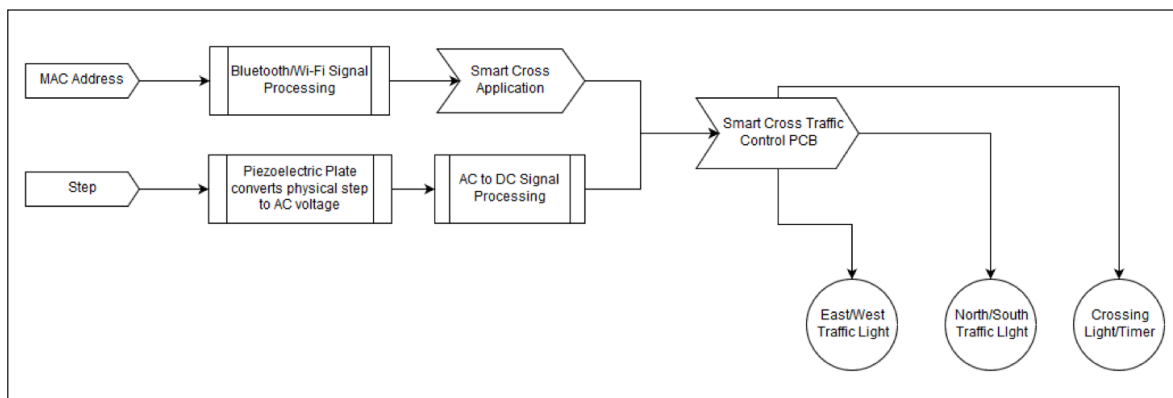 MAC Address
Bluetooth/Wi-Fi Signal
Processing
Smart Cross
Application
Smart Cross Traffic
Control PCB
Step
Piezoelectric Plate
converts physical step
to AC voltage
AC to DC Signal
Processing
East/West
Traffic Light
North/South
Traffic LIght
Crossing
Light/Timer